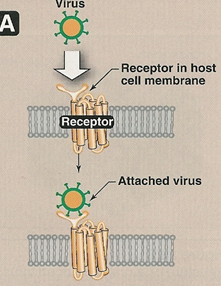 Virus
A
Receptor in host
cell membrane
Receptor
Attached virus